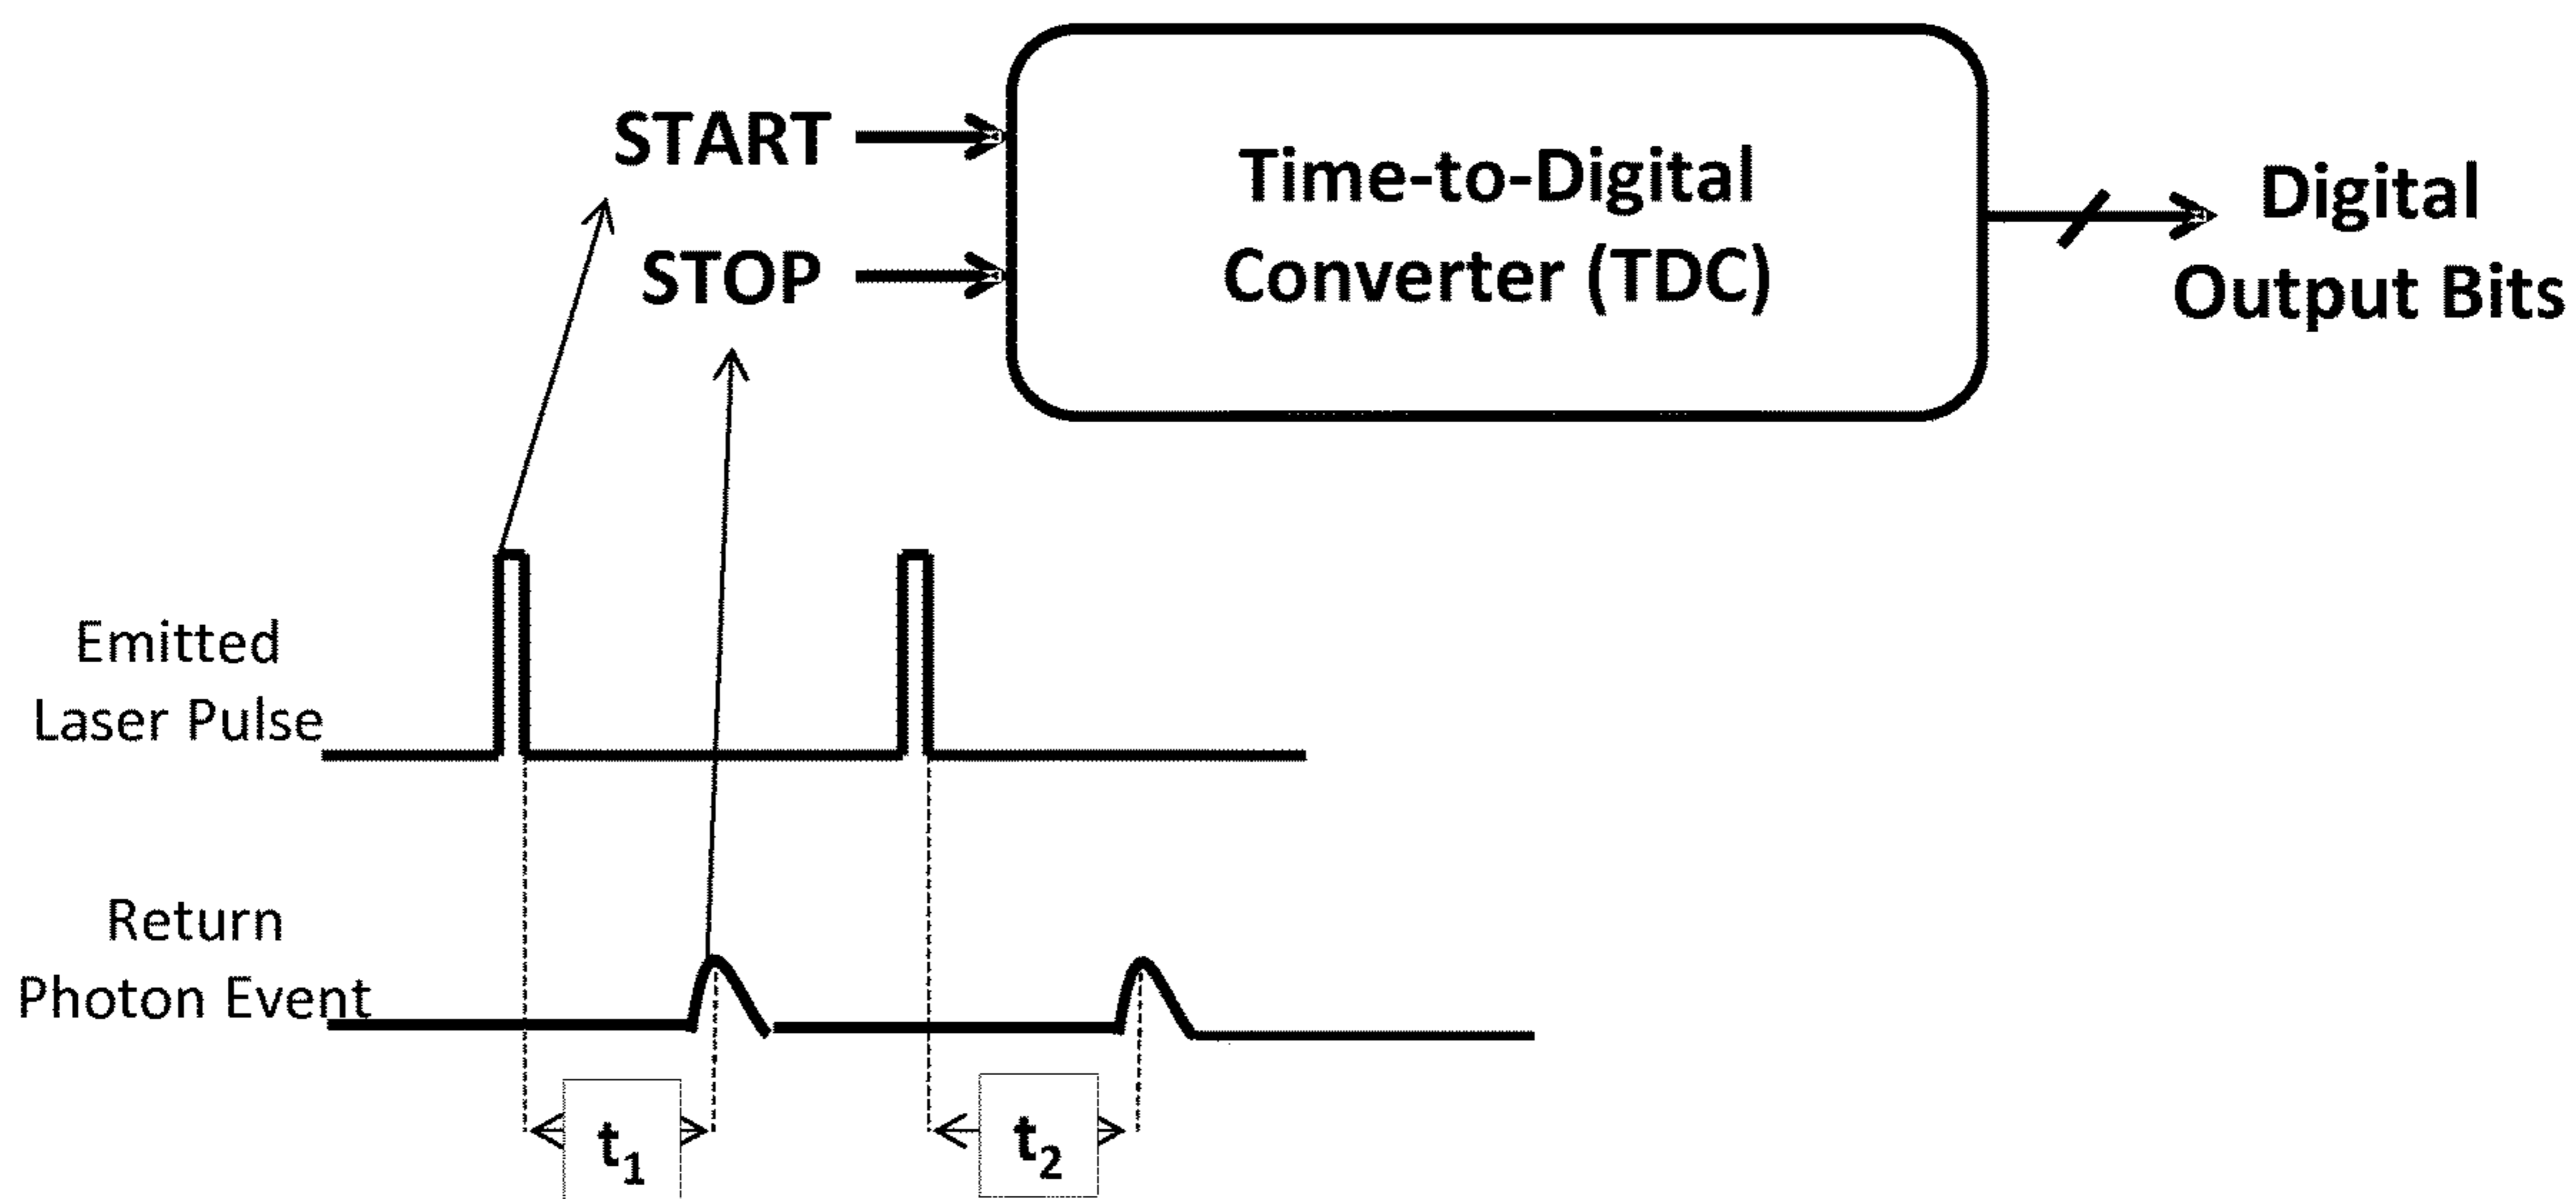 START
STOP
Time-to-Digital
Converter (TDC)
Digital
Output Bits
Emitted
Laser Pulse
Return
Photon Event
t₁
t₂